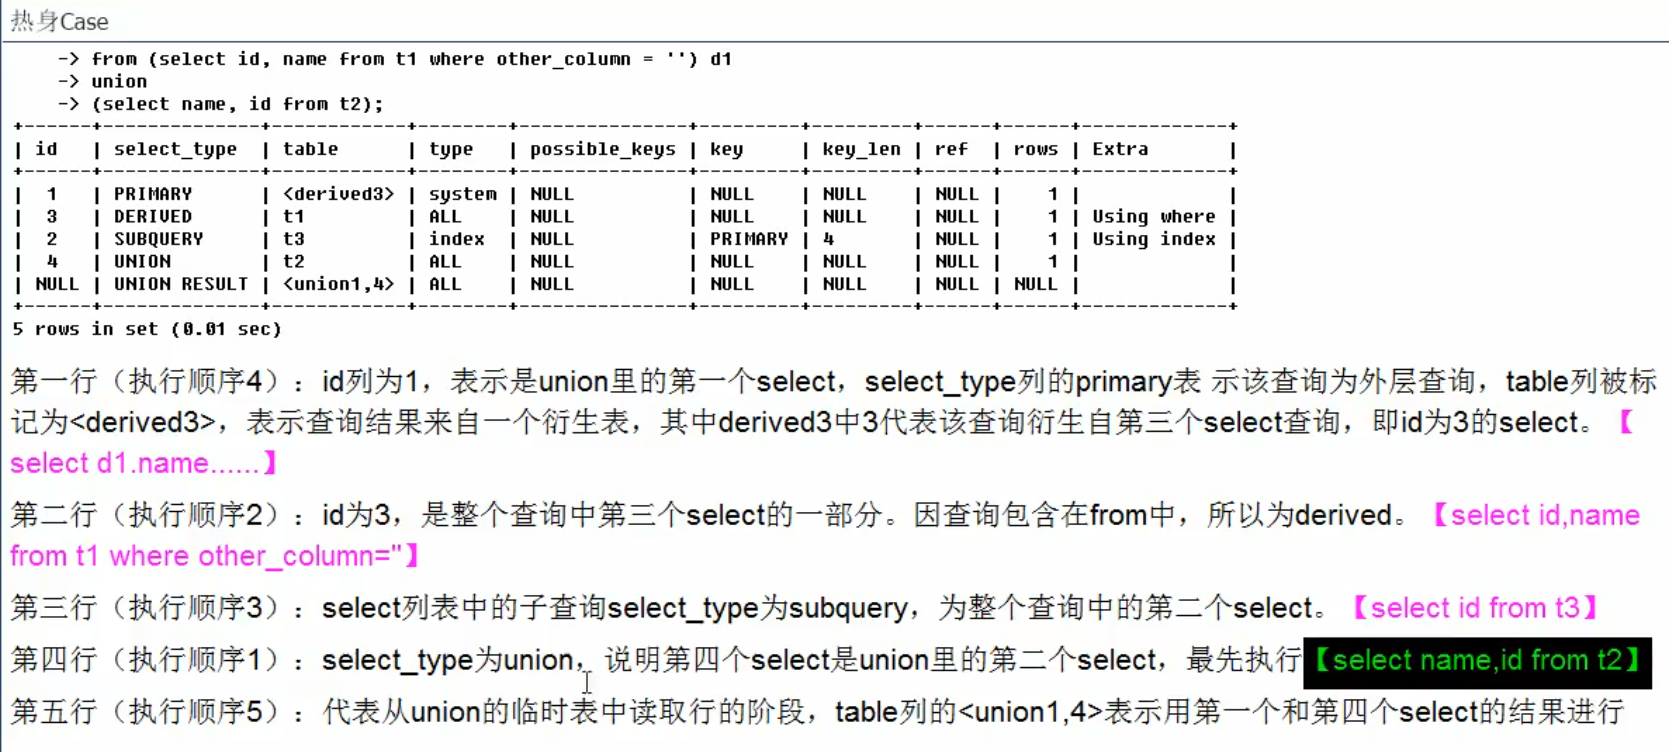 热身Case
    -> from (select id, name from t1 where other_column = '') d1
    -> union
    -> (select name, id from t2);
+------+--------------+------------+--------+---------------+---------+---------+------+------+-------------+
| id   | select_type  | table      | type   | possible_keys | key     | key_len | ref  | rows | Extra       |
+------+--------------+------------+--------+---------------+---------+---------+------+------+-------------+
|  1   | PRIMARY      | <derived3> | system | NULL          | NULL    | NULL    | NULL |    1 |             |
|  3   | DERIVED      | t1         | ALL    | NULL          | NULL    | NULL    | NULL |    1 | Using where |
|  2   | SUBQUERY     | t3         | index  | NULL          | PRIMARY | 4       | NULL |    1 | Using index |
|  4   | UNION        | t2         | ALL    | NULL          | NULL    | NULL    | NULL |    1 |             |
| NULL | UNION RESULT | <union1,4> | ALL    | NULL          | NULL    | NULL    | NULL | NULL |             |
+------+--------------+------------+--------+---------------+---------+---------+------+------+-------------+
5 rows in set (0.01 sec)
第一行（执行顺序4）：id列为1，表示是union里的第一个select，select_type列的primary表 示该查询为外层查询，table列被标
记为<derived3>，表示查询结果来自一个衍生表，其中derived3中3代表该查询衍生自第三个select查询，即id为3的select。【
select d1.name......】
第二行（执行顺序2）：id为3，是整个查询中第三个select的一部分。因查询包含在from中，所以为derived。【select id,name
from t1 where other_column=''】
第三行（执行顺序3）：select列表中的子查询select_type为subquery，为整个查询中的第二个select。【select id from t3】
第四行（执行顺序1）：select_type为union，说明第四个select是union里的第二个select，最先执行【select name,id from t2】
第五行（执行顺序5）：代表从union的临时表中读取行的阶段，table列的<union1,4>表示用第一个和第四个select的结果进行